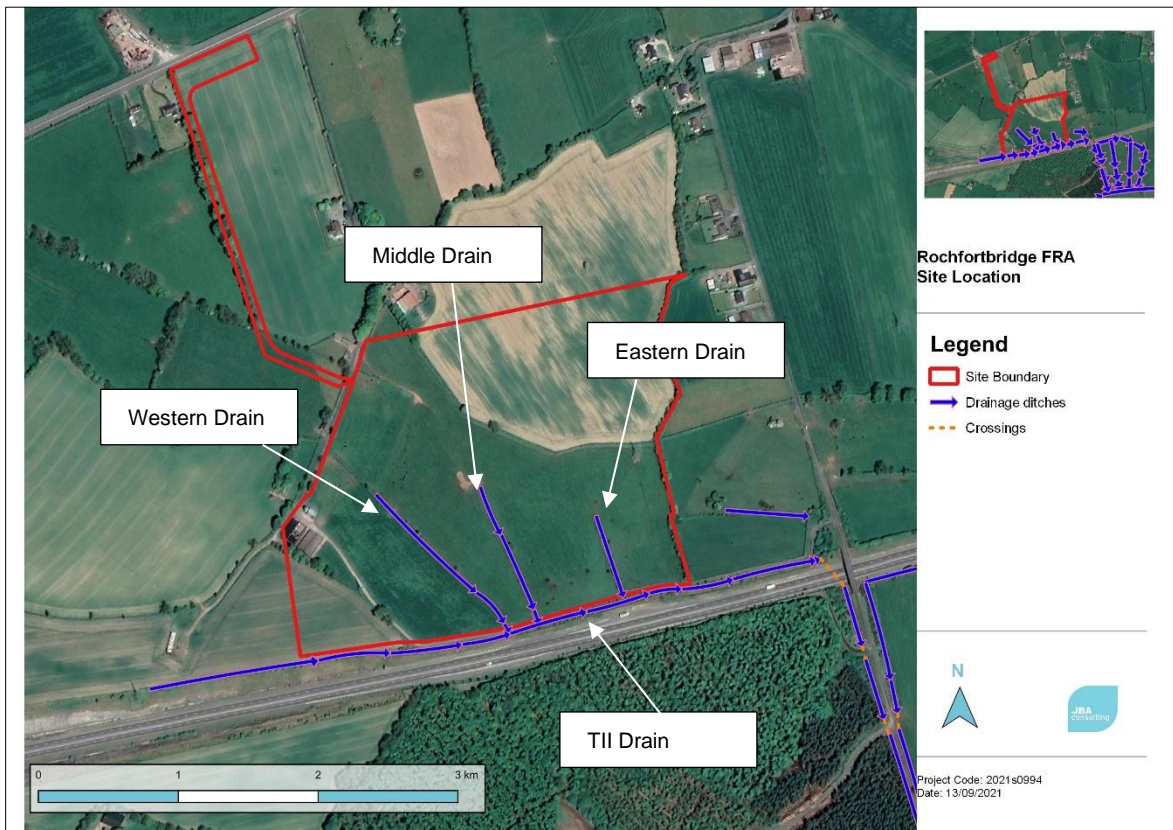 Middle Drain
Eastern Drain
Western Drain
TII Drain
0 1 2 3 km
Rochfortbridge FRA
Site Location
Legend
Site Boundary
Drainage ditches
Crossings
N
JBA
consulting
Project Code: 2021s0994
Date: 13/09/2021